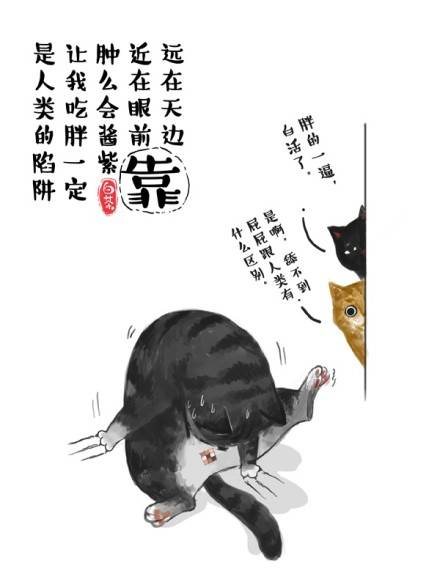 远在天边
近在眼前
肿么会酱紫
让我吃胖一定
是人类的陷阱
靠
白茶
胖的一逼，
白活了。
是啊，舔不到
屁屁跟人类有
什么区别。